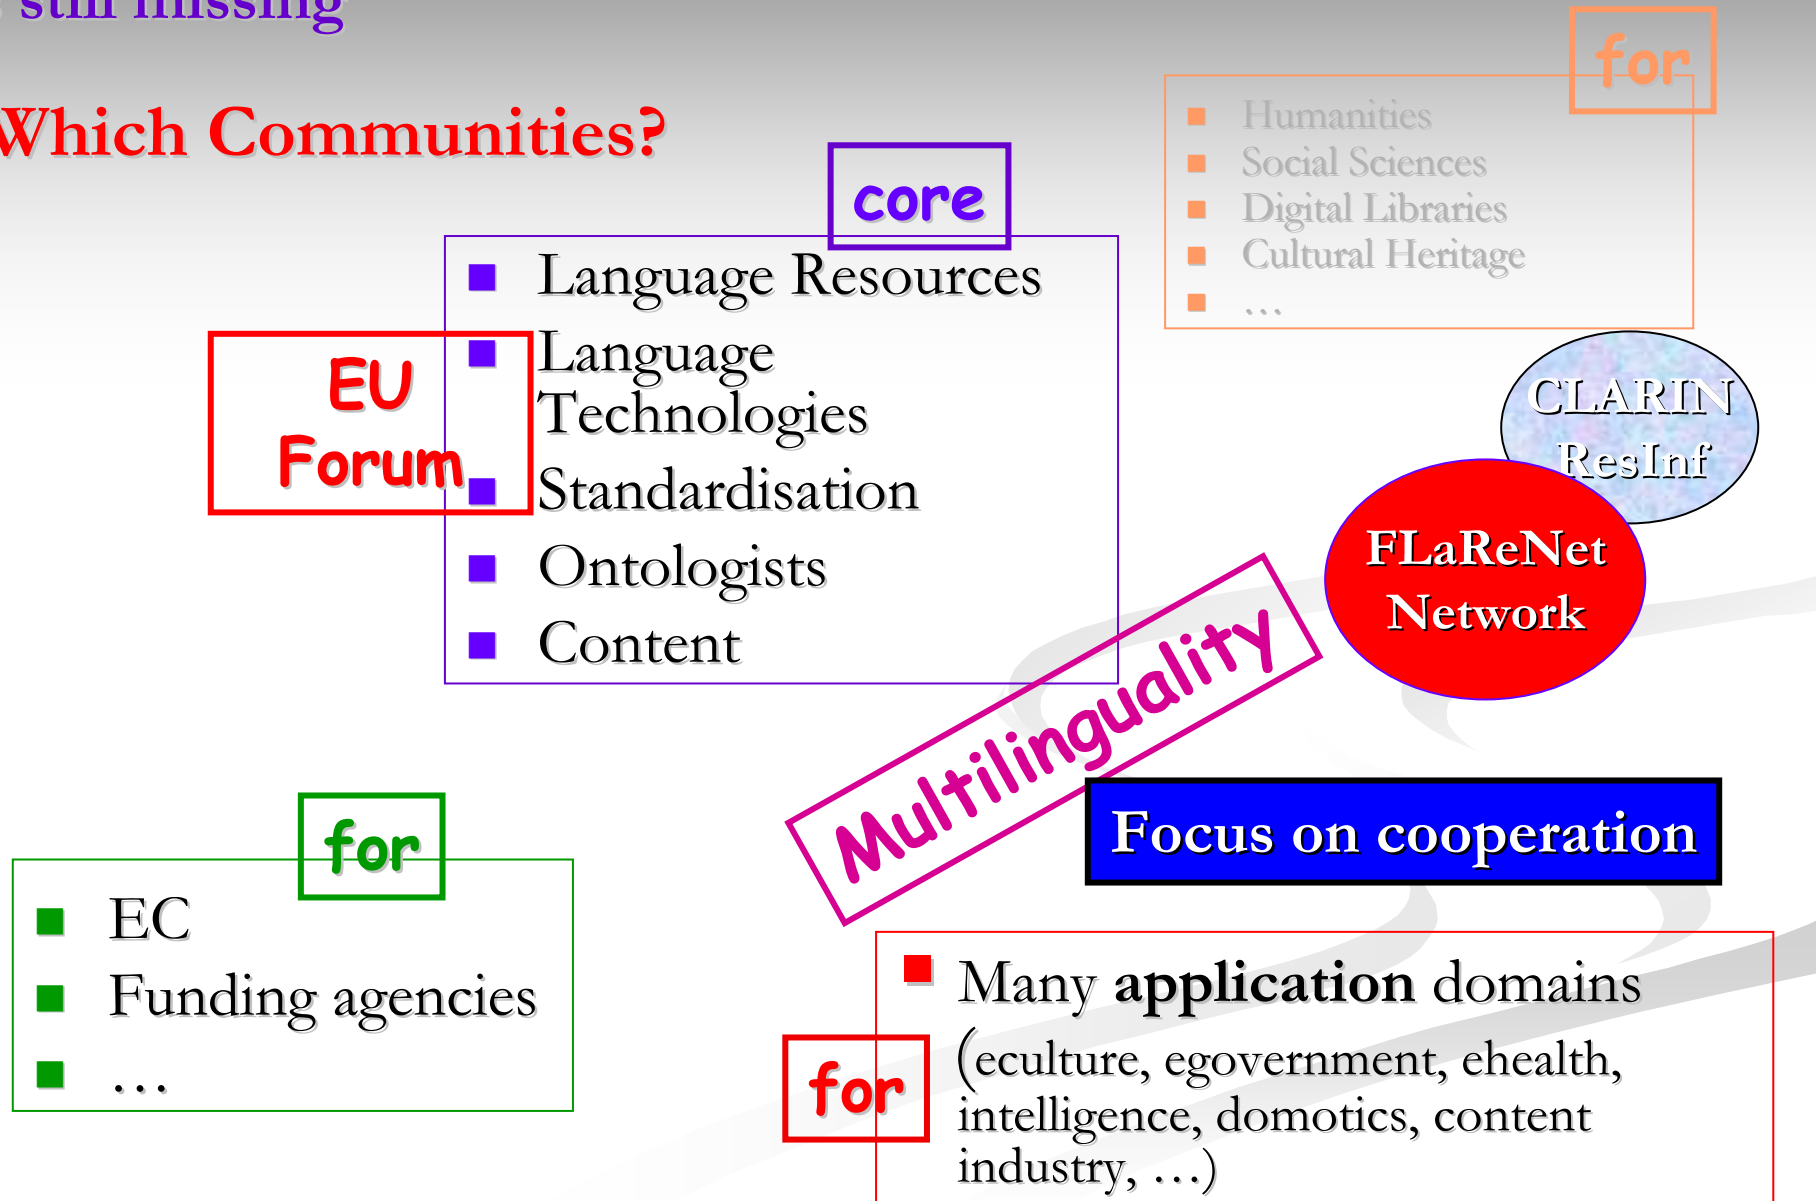 still missing
Which Communities?
for
Humanities
Social Sciences
Digital Libraries
Cultural Heritage
…
core
Language Resources
Language
Technologies
Standardisation
Ontologists
Content
EU
Forum
CLARIN
ResInf
FLaReNet
Network
Multilinguality
Focus on cooperation
for
EC
Funding agencies
…
for
Many application domains
(eculture, egovernment, ehealth,
intelligence, domotics, content
industry, …)